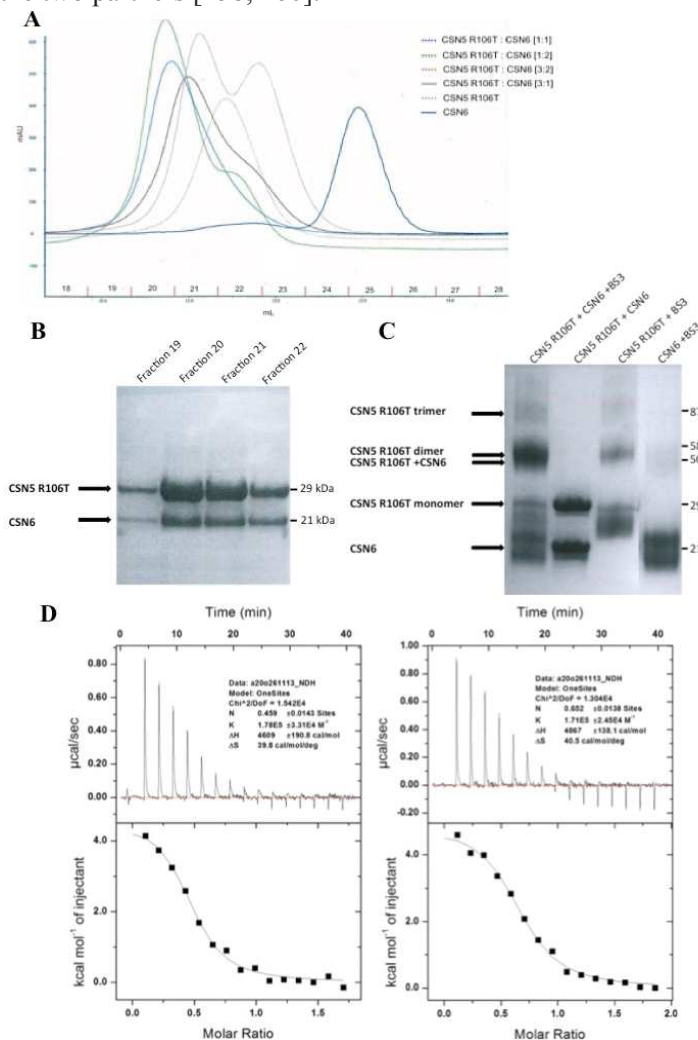 A
CSN5 R106T : CSN6 [1:1]
CSN5 R106T : CSN6 [1:2]
CSN5 R106T : CSN6 [3:2]
CSN5 R106T : CSN6 [3:1]
CSN5 R106T
CSN6
mAU
18 19 20 21 22 23 24 25 26 27 28
mL
B
Fraction 19
Fraction 20
Fraction 21
Fraction 22
CSN5 R106T
29 kDa
CSN6
21 kDa
C
CSN5 R106T + CSN6 +BS3
CSN5 R106T + CSN6
CSN5 R106T + BS3
CSN6 +BS3
CSN5 R106T trimer
87
CSN5 R106T dimer
58
CSN5 R106T +CSN6
50
CSN5 R106T monomer
29
CSN6
21
D
Time (min)
0 10 20 30 40
0.80
0.60
0.40
0.20
0.00
µcal/sec
Data: a20o261113_NDH
Model: OneSites
Chi^2/DoF = 1.542E4
N 0.459 ±0.0143 Sites
K 1.78E5 ±3.31E4 M⁻¹
ΔH 4609 ±190.8 cal/mol
ΔS 39.8 cal/mol/deg
4.0
2.0
0.0
kcal mol⁻¹ of injectant
0.0 0.5 1.0 1.5
Molar Ratio
Time (min)
0 10 20 30 40
1.00
0.80
0.60
0.40
0.20
0.00
-0.20
µcal/sec
Data: a20o261113_NDH
Model: OneSites
Chi^2/DoF = 1.304E4
N 0.652 ±0.0138 Sites
K 1.71E5 ±2.45E4 M⁻¹
ΔH 4867 ±138.1 cal/mol
ΔS 40.5 cal/mol/deg
4.0
2.0
0.0
kcal mol⁻¹ of injectant
0.0 0.5 1.0 1.5 2.0
Molar Ratio